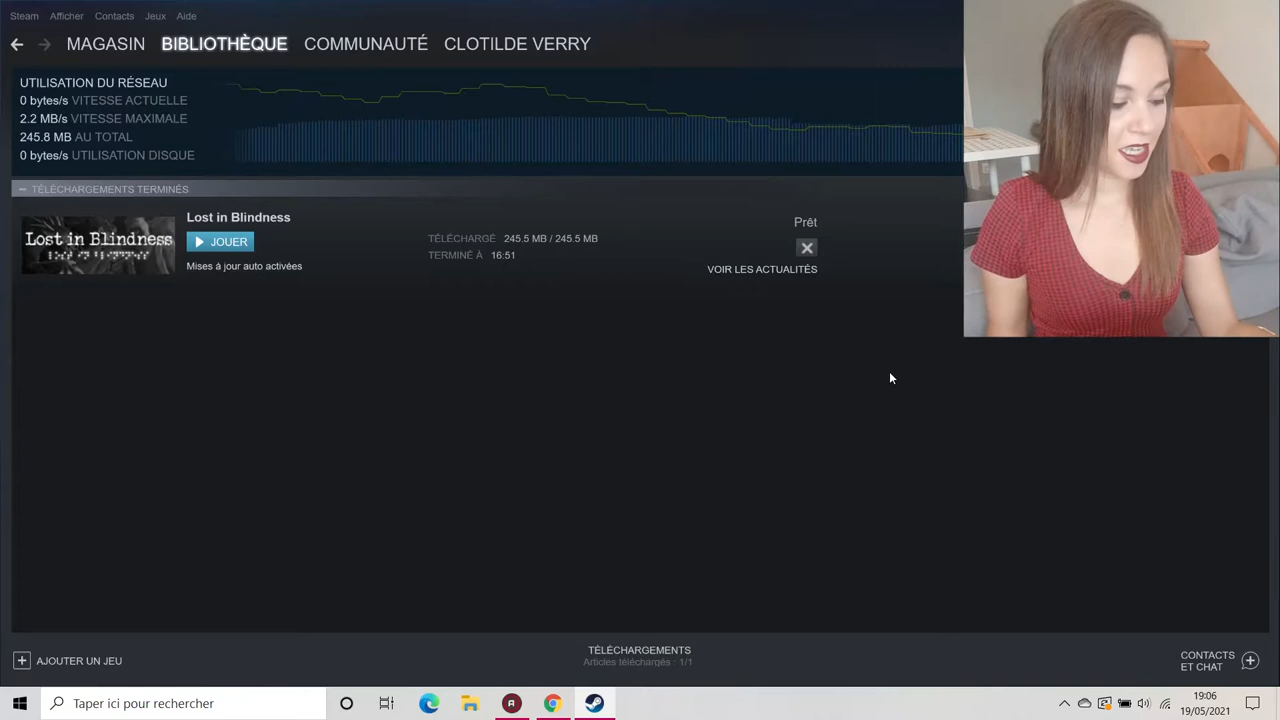 Steam Afficher Contacts Jeux Aide
MAGASIN BIBLIOTHÈQUE COMMUNAUTÉ CLOTILDE VERRY
UTILISATION DU RÉSEAU
0 bytes/s VITESSE ACTUELLE
2.2 MB/s VITESSE MAXIMALE
245.8 MB AU TOTAL
0 bytes/s UTILISATION DISQUE
TÉLÉCHARGEMENTS TERMINÉS
Lost in Blindness
Lost in Blindness
JOUER
Mises à jour auto activées
TÉLÉCHARGÉ 245.5 MB / 245.5 MB
TERMINÉ À 16:51
Prêt
VOIR LES ACTUALITÉS
AJOUTER UN JEU
TÉLÉCHARGEMENTS
Articles téléchargés : 1/1
CONTACTS
ET CHAT
Taper ici pour rechercher
19:06
19/05/2021